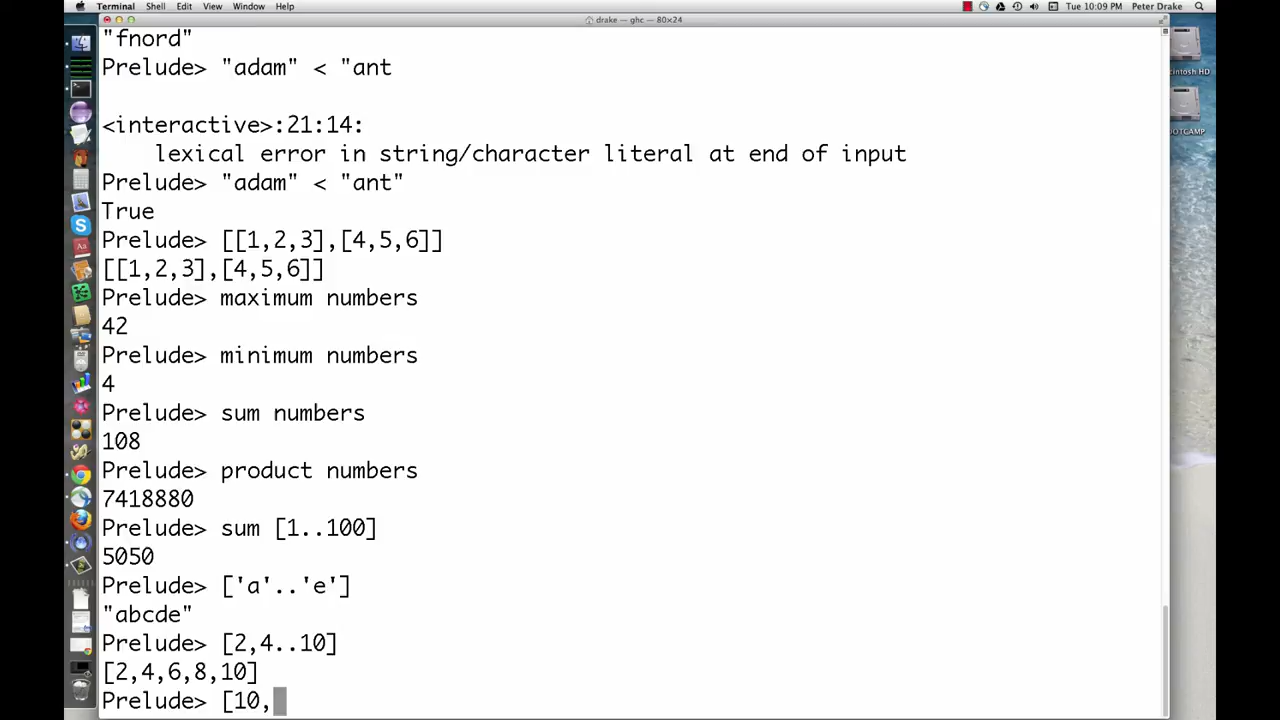 Terminal Shell Edit View Window Help Tue 10:09 PM Peter Drake
drake — ghc — 80×24
"fnord"
Prelude> "adam" < "ant
<interactive>:21:14:
    lexical error in string/character literal at end of input
Prelude> "adam" < "ant"
True
Prelude> [[1,2,3],[4,5,6]]
[[1,2,3],[4,5,6]]
Prelude> maximum numbers
42
Prelude> minimum numbers
4
Prelude> sum numbers
108
Prelude> product numbers
7418880
Prelude> sum [1..100]
5050
Prelude> ['a'..'e']
"abcde"
Prelude> [2,4..10]
[2,4,6,8,10]
Prelude> [10,